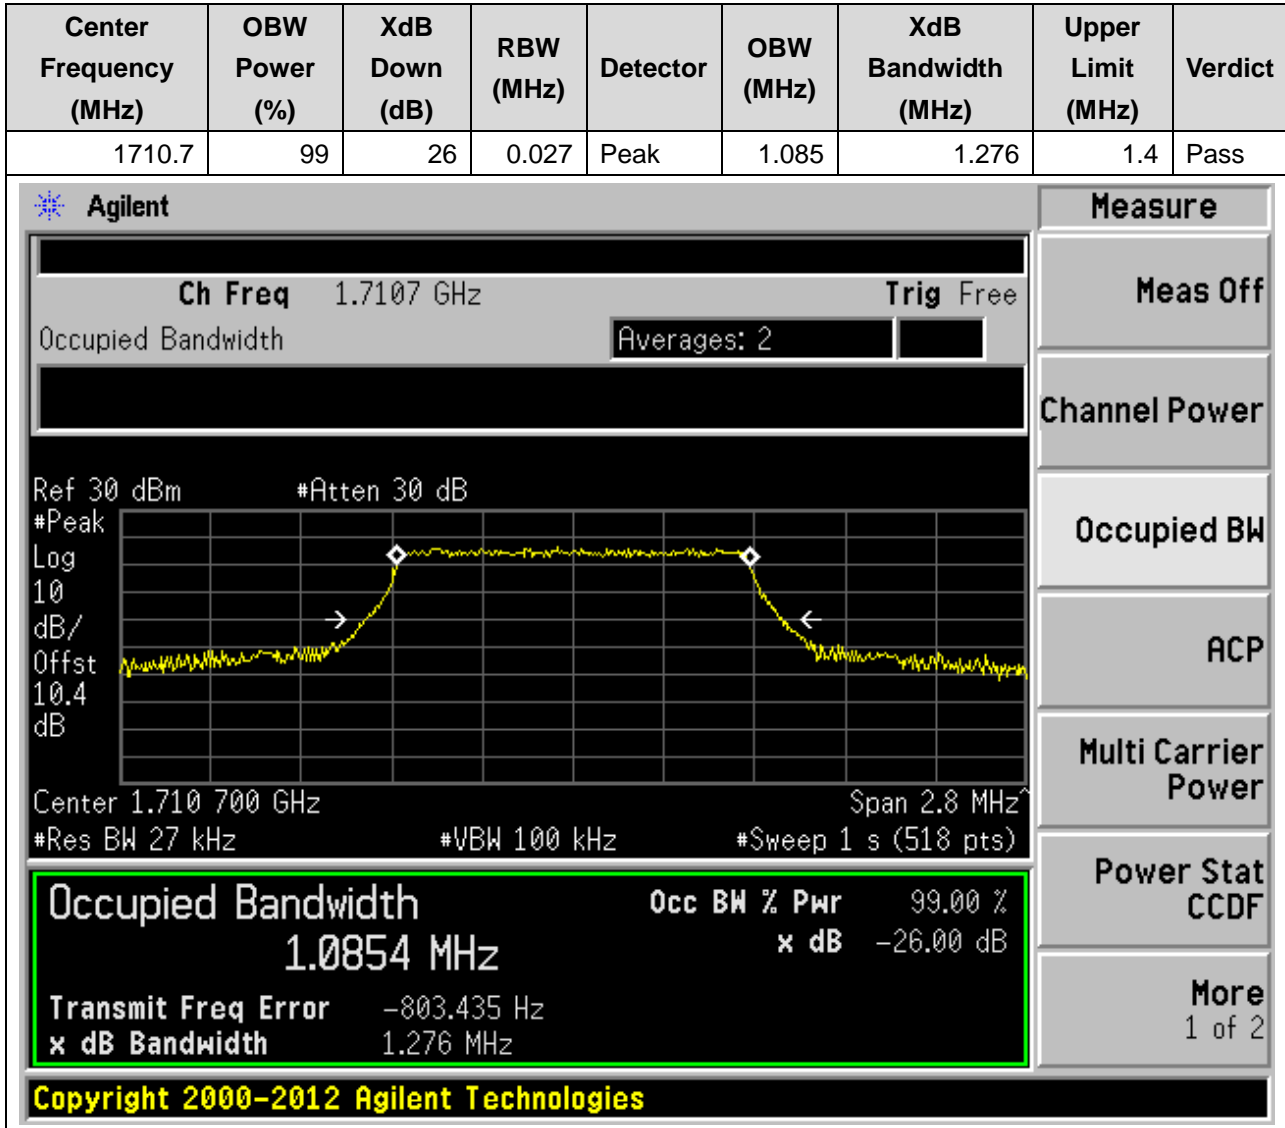 Center Frequency (MHz) OBW Power (%) XdB Down (dB) RBW (MHz) Detector OBW (MHz) XdB Bandwidth (MHz) Upper Limit (MHz) Verdict
1710.7 99 26 0.027 Peak 1.085 1.276 1.4 Pass
Agilent
Measure
Ch Freq 1.7107 GHz Trig Free
Meas Off
Occupied Bandwidth Averages: 2
Channel Power
Ref 30 dBm #Atten 30 dB
#Peak
Log
10
dB/
Offst
10.4
dB
Occupied BW
ACP
Multi Carrier
Power
Center 1.710 700 GHz Span 2.8 MHz^
#Res BW 27 kHz #VBW 100 kHz #Sweep 1 s (518 pts)
Power Stat
CCDF
Occupied Bandwidth Occ BW % Pwr 99.00 %
1.0854 MHz x dB -26.00 dB
Transmit Freq Error -803.435 Hz
x dB Bandwidth 1.276 MHz
More
1 of 2
Copyright 2000-2012 Agilent Technologies